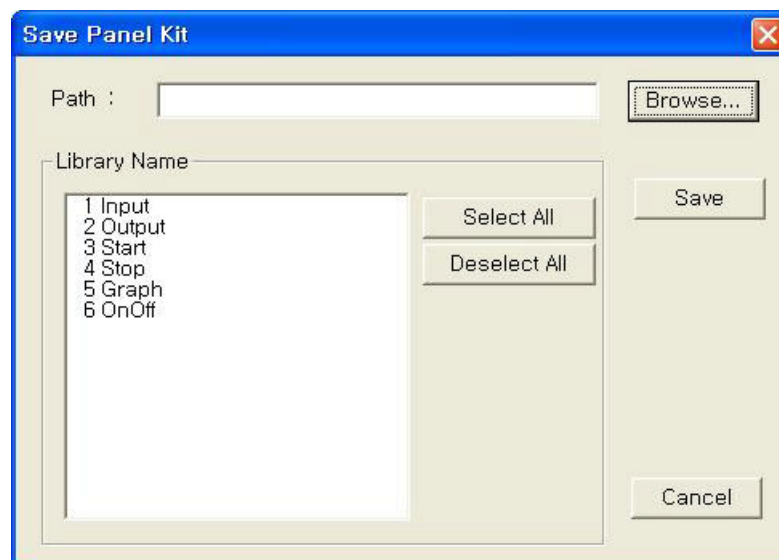 Save Panel Kit
Path :
Browse...
Library Name
1 Input
2 Output
3 Start
4 Stop
5 Graph
6 OnOff
Select All
Deselect All
Save
Cancel